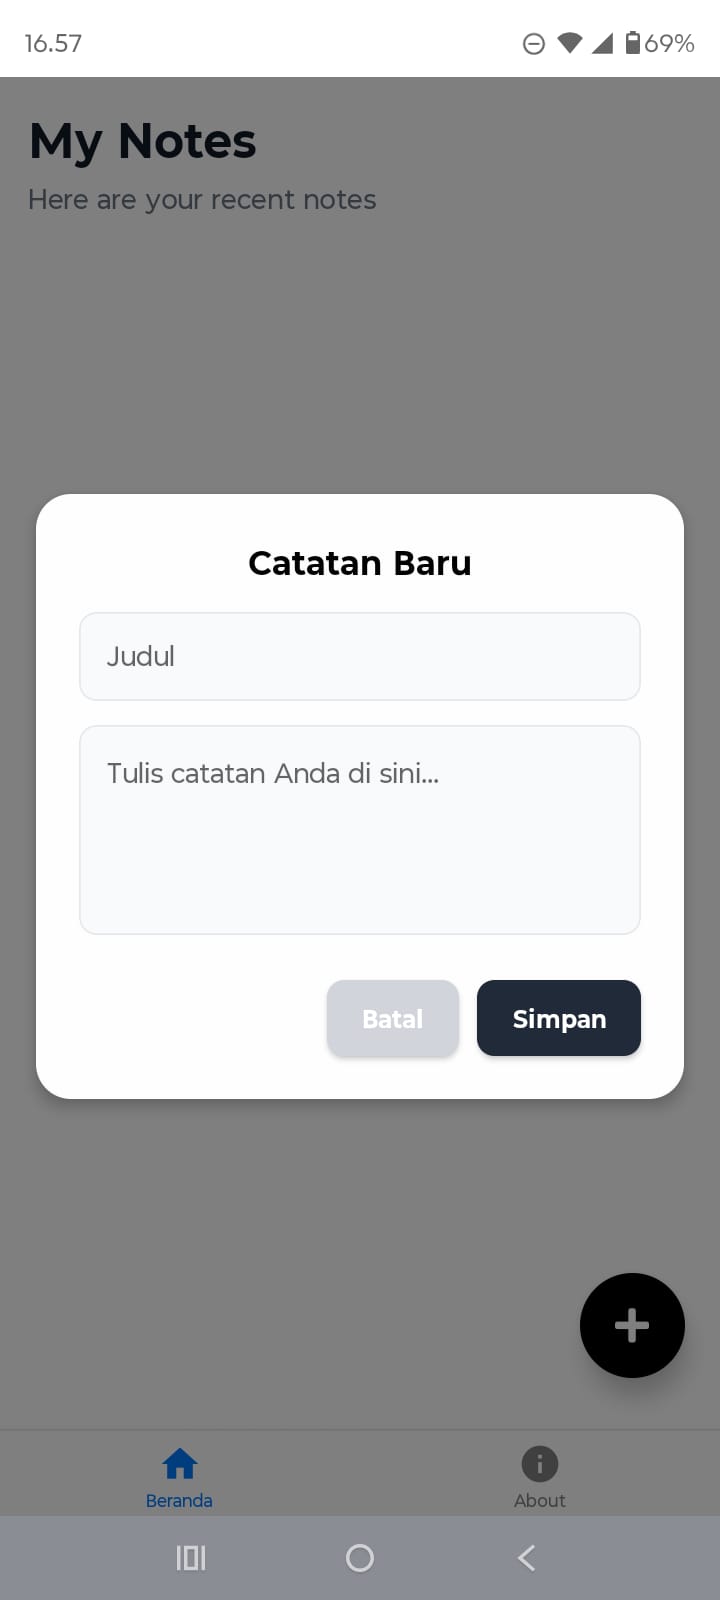 16.57
69%
My Notes
Here are your recent notes
Catatan Baru
Judul
Tulis catatan Anda di sini...
Batal
Simpan
Beranda
About